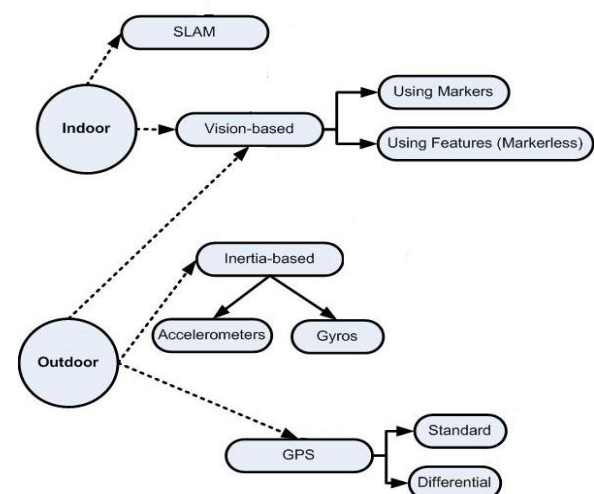 SLAM
Indoor
Vision-based
Using Markers
Using Features (Markerless)
Inertia-based
Accelerometers
Gyros
Outdoor
GPS
Standard
Differential